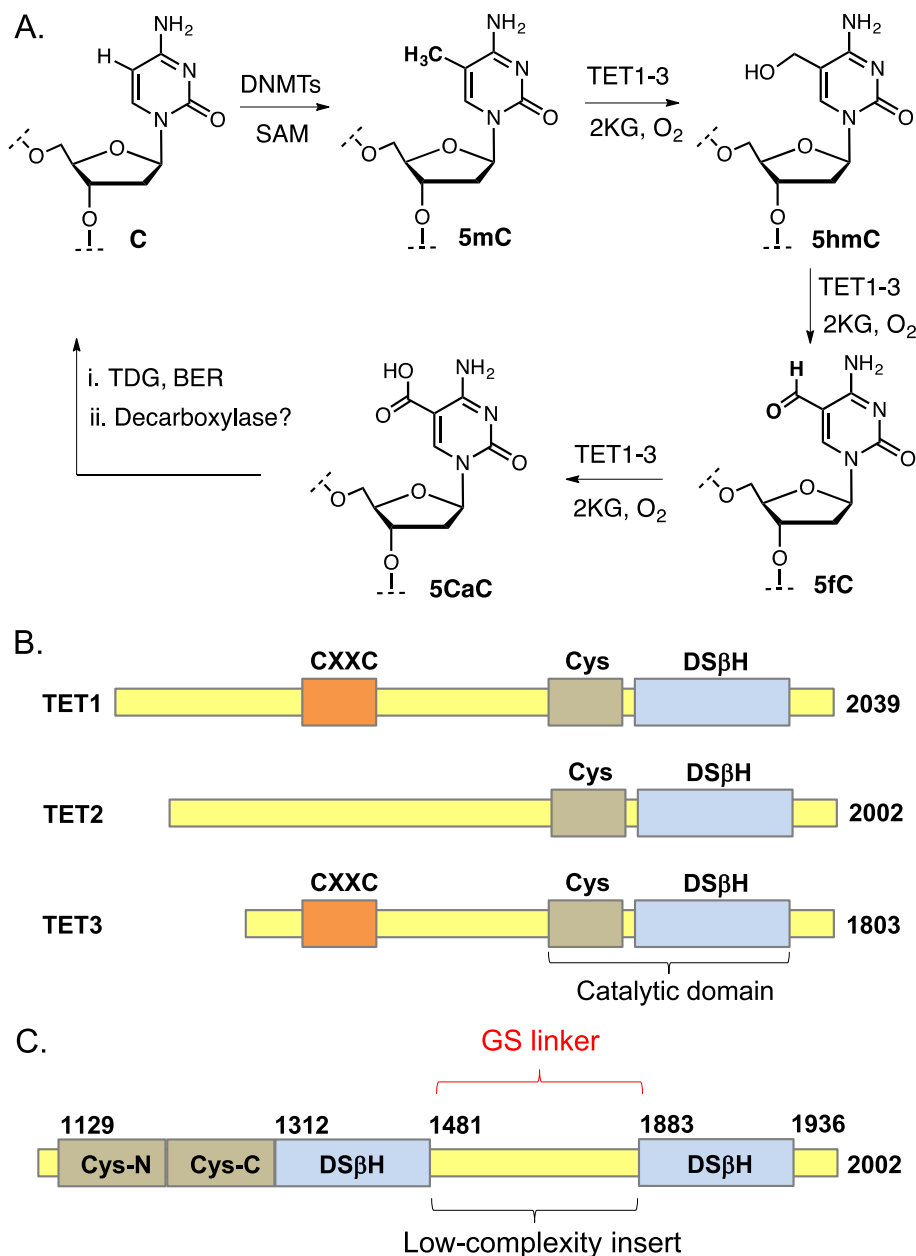 A.
NH2
H
N
N
O
O
O
O
C
DNMTs
SAM
NH2
H3C
N
N
O
O
O
O
5mC
TET1-3
2KG, O2
NH2
HO
N
N
O
O
O
O
5hmC
TET1-3
2KG, O2
H
NH2
O
N
N
O
O
O
O
5fC
TET1-3
2KG, O2
HO
NH2
O
N
N
O
O
O
O
5CaC
i. TDG, BER
ii. Decarboxylase?
B.
CXXC Cys DSβH
TET1 2039
Cys DSβH
TET2 2002
CXXC Cys DSβH
TET3 1803
Catalytic domain
C.
GS linker
1129 1312 1481 1883 1936
Cys-N Cys-C DSβH DSβH 2002
Low-complexity insert